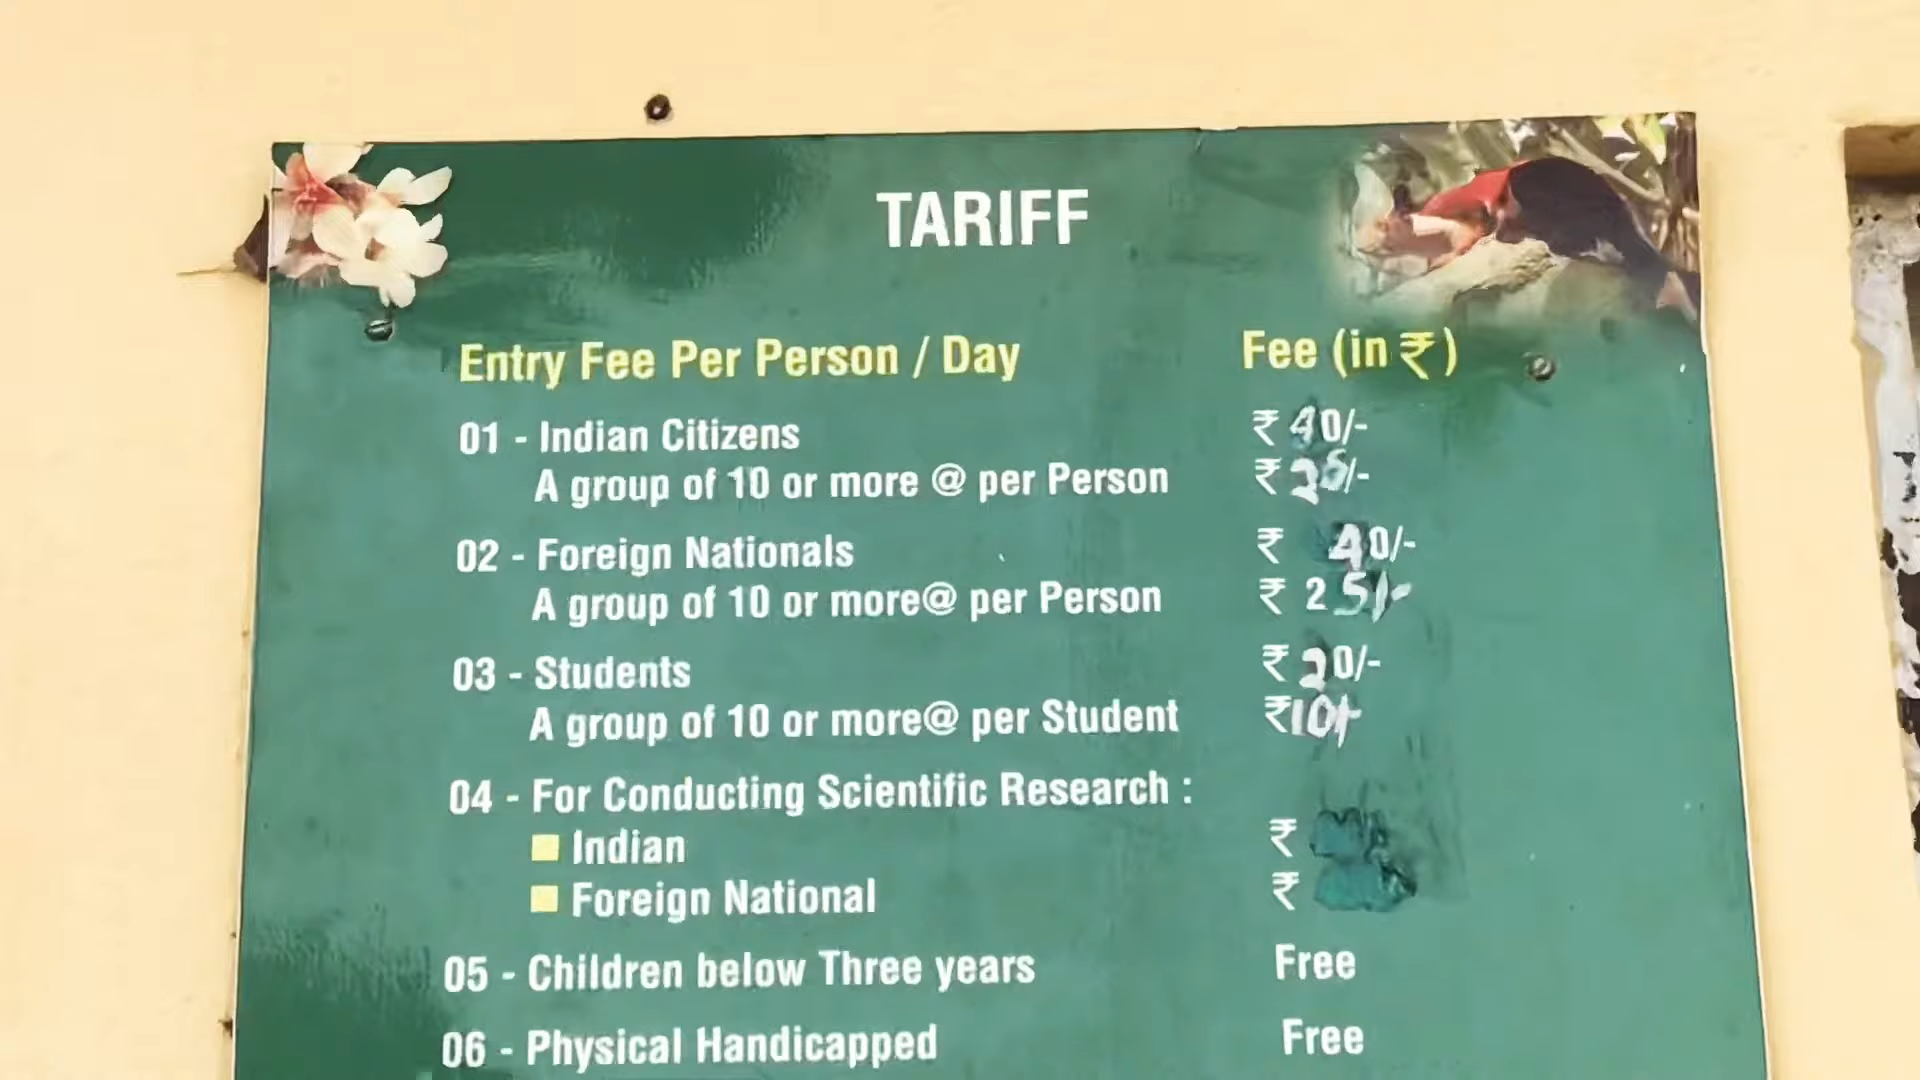 TARIFF
Entry Fee Per Person / Day Fee (in ₹)
01 - Indian Citizens ₹ 40/-
A group of 10 or more @ per Person ₹ 25/-
02 - Foreign Nationals ₹ 40/-
A group of 10 or more@ per Person ₹ 25/-
03 - Students ₹ 20/-
A group of 10 or more@ per Student ₹10/-
04 - For Conducting Scientific Research :
Indian ₹
Foreign National ₹
05 - Children below Three years Free
06 - Physical Handicapped Free